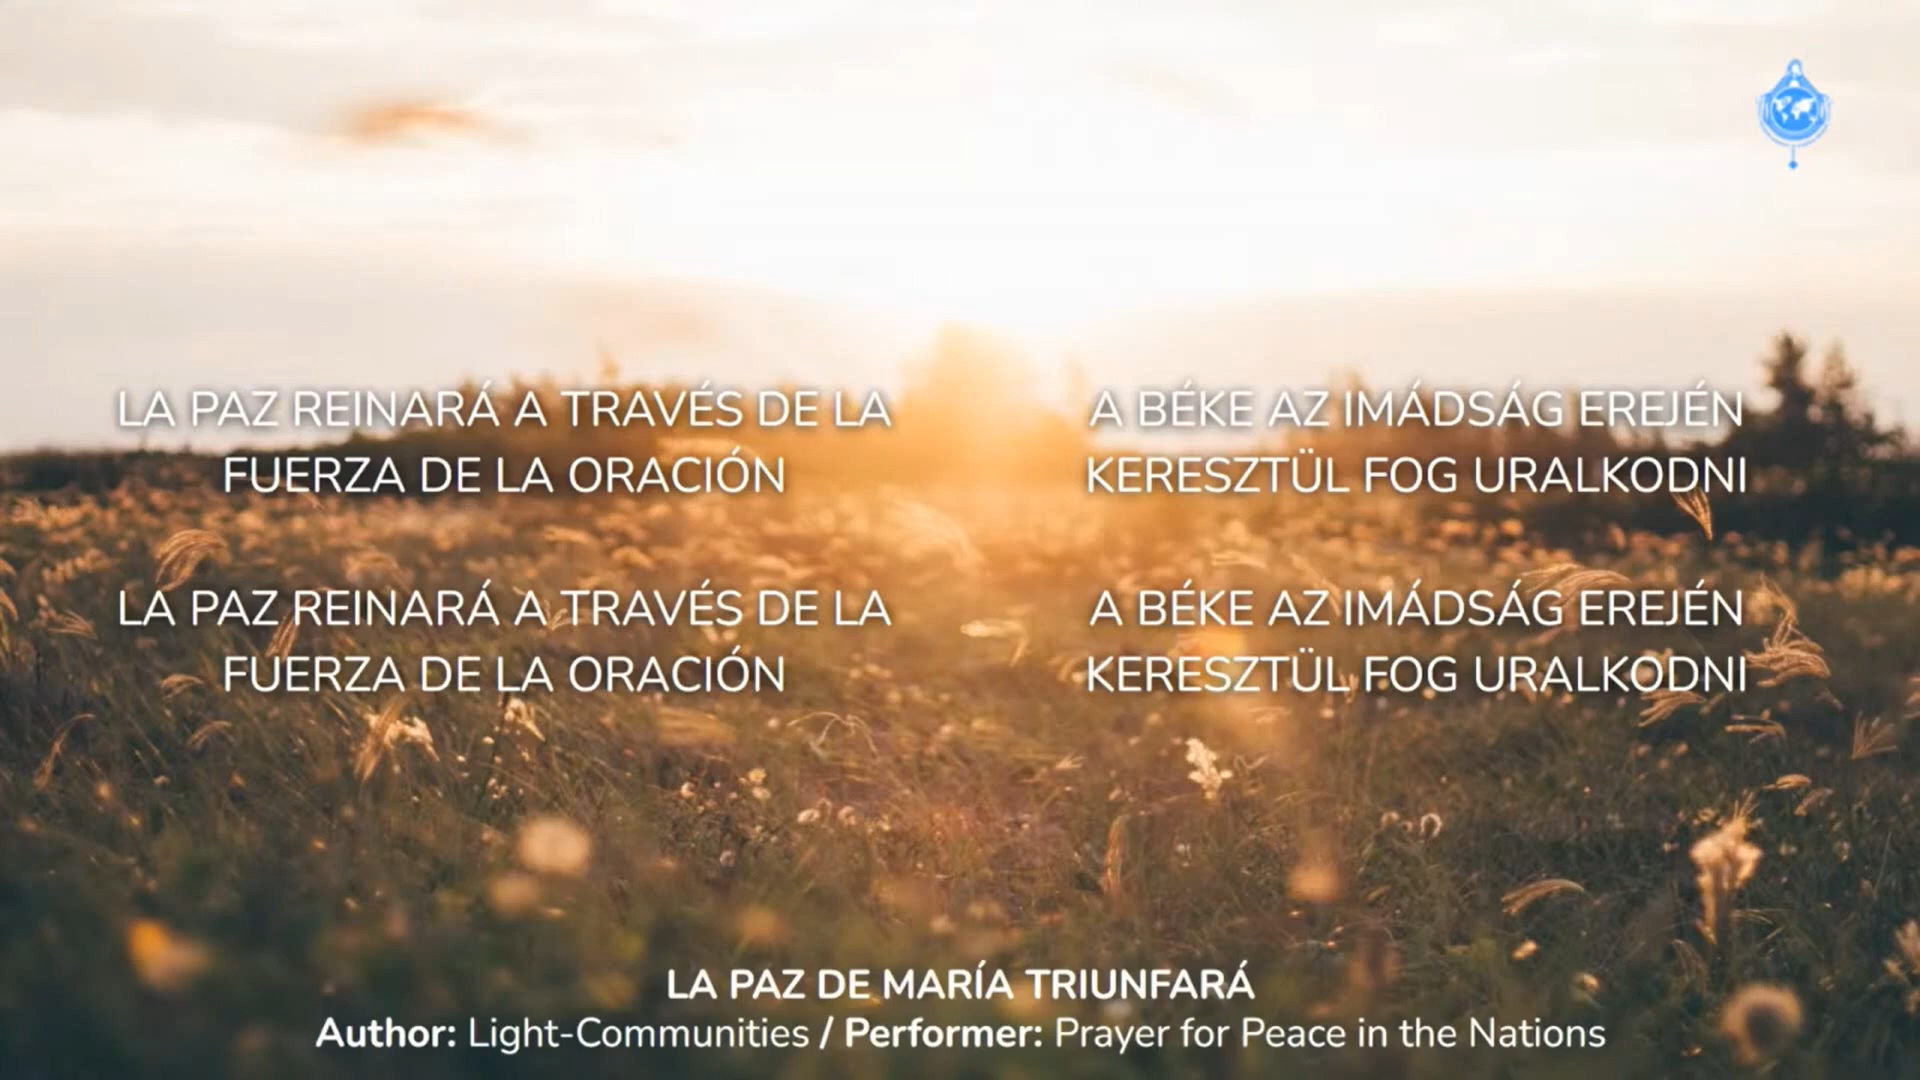 LA PAZ REINARÁ A TRAVÉS DE LA
FUERZA DE LA ORACIÓN
LA PAZ REINARÁ A TRAVÉS DE LA
FUERZA DE LA ORACIÓN
A BÉKE AZ IMÁDSÁG EREJÉN
KERESZTÜL FOG URALKODNI
A BÉKE AZ IMÁDSÁG EREJÉN
KERESZTÜL FOG URALKODNI
LA PAZ DE MARÍA TRIUNFARÁ
Author: Light-Communities / Performer: Prayer for Peace in the Nations